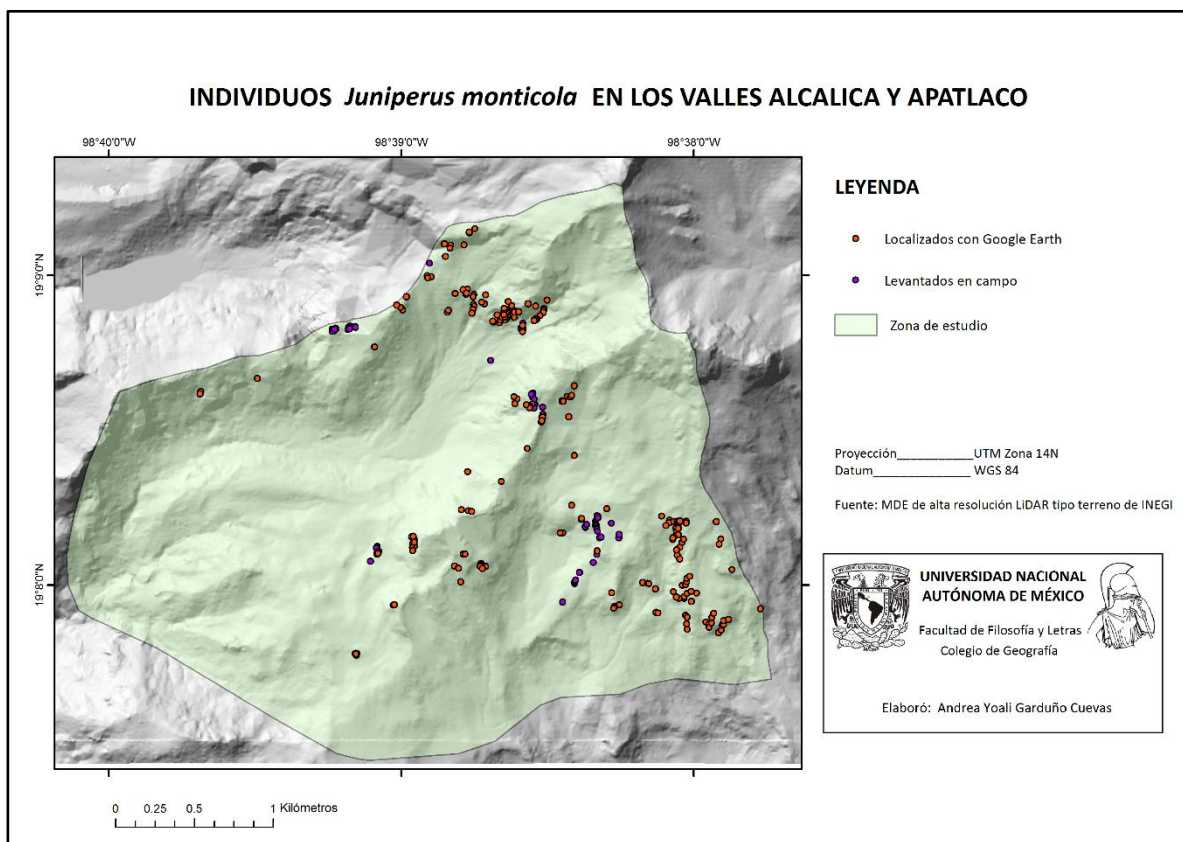 INDIVIDUOS Juniperus monticola EN LOS VALLES ALCALICA Y APATLACO
98°40'0"W
98°39'0"W
98°38'0"W
19°9'0"N
19°8'0"N
LEYENDA
Localizados con Google Earth
Levantados en campo
Zona de estudio
Proyección___________UTM Zona 14N
Datum______________ WGS 84
Fuente: MDE de alta resolución LiDAR tipo terreno de INEGI
UNIVERSIDAD NACIONAL
AUTÓNOMA DE MÉXICO
Facultad de Filosofía y Letras
Colegio de Geografía
Elaboró: Andrea Yoali Garduño Cuevas
0 0.25 0.5 1 Kilómetros